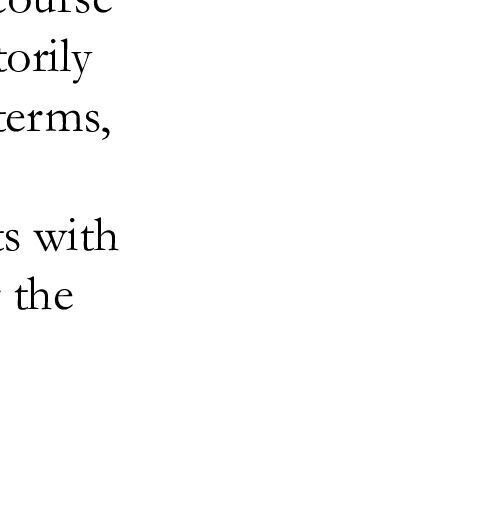 course
torily
terms,
ts with
the